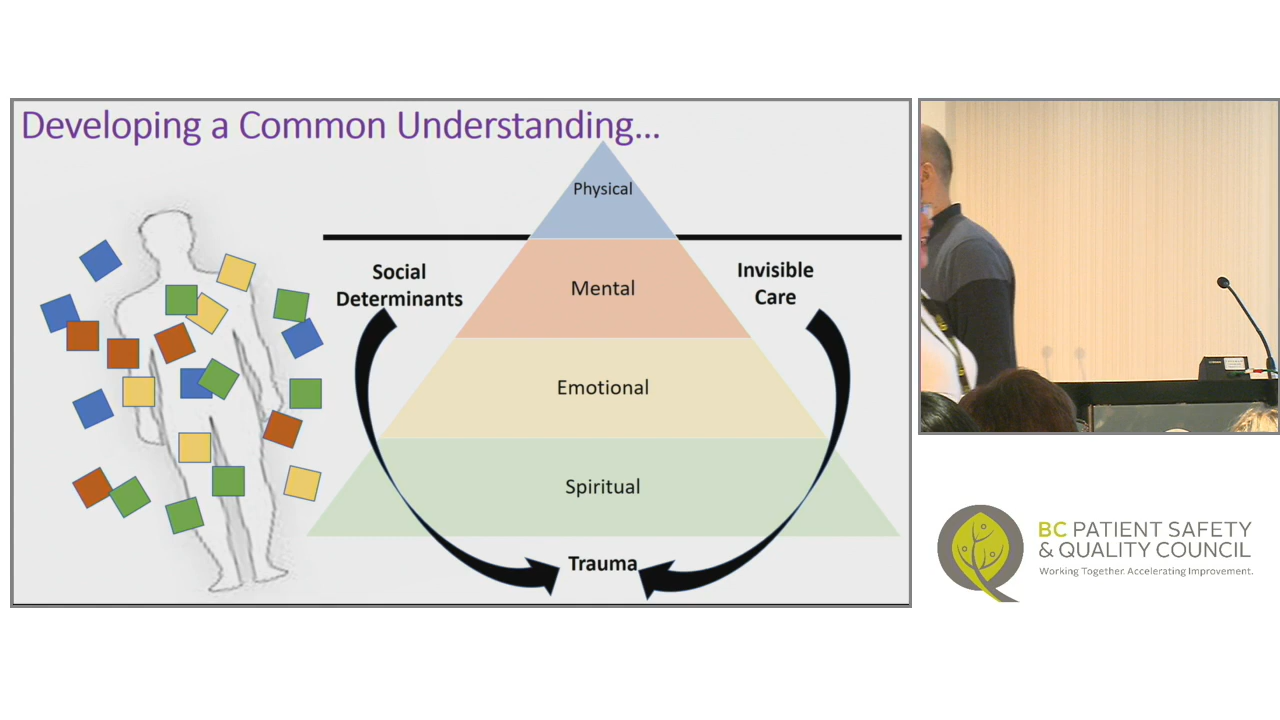 Developing a Common Understanding...
Physical
Social
Determinants
Invisible
Care
Mental
Emotional
Spiritual
Trauma
BC PATIENT SAFETY
& QUALITY COUNCIL
Working Together. Accelerating Improvement.